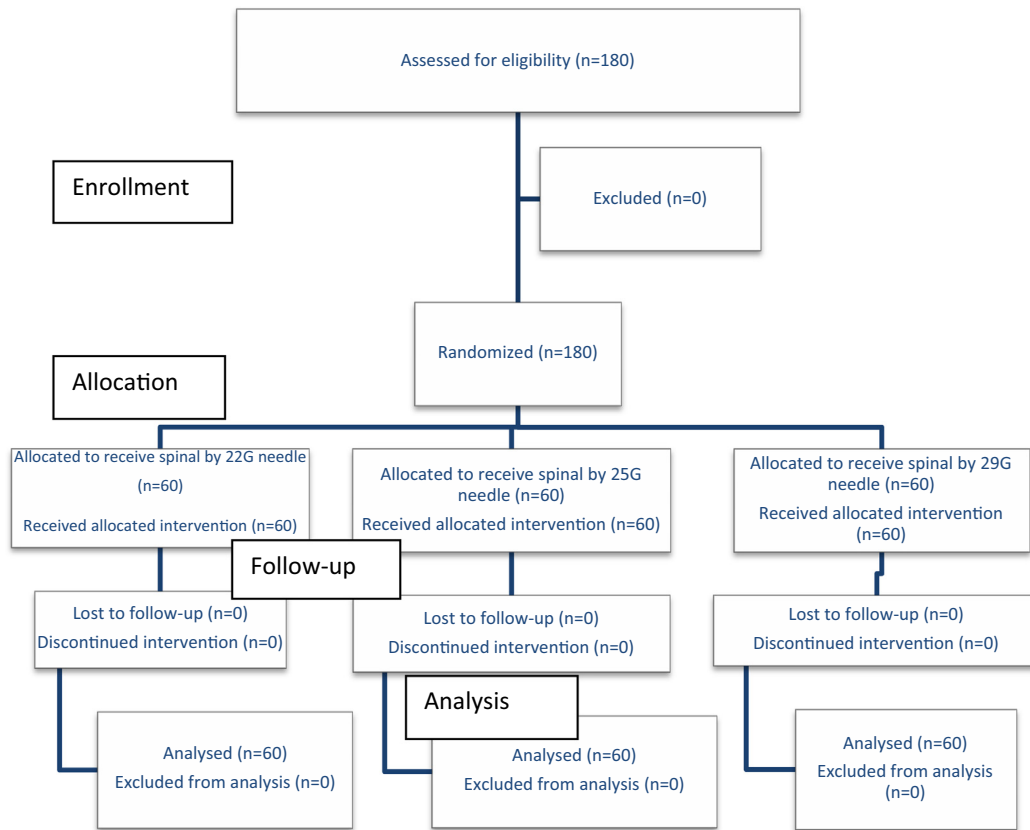 Assessed for eligibility (n=180)
Enrollment
Excluded (n=0)
Randomized (n=180)
Allocation
Allocated to receive spinal by 22G needle
(n=60)
Received allocated intervention (n=60)
Allocated to receive spinal by 25G
needle (n=60)
Received allocated intervention (n=60)
Allocated to receive spinal by 29G
needle (n=60)
Received allocated intervention
(n=60)
Follow-up
Lost to follow-up (n=0)
Discontinued intervention (n=0)
Lost to follow-up (n=0)
Discontinued intervention (n=0)
Lost to follow-up (n=0)
Discontinued intervention (n=0)
Analysis
Analysed (n=60)
Excluded from analysis (n=0)
Analysed (n=60)
Excluded from analysis (n=0)
Analysed (n=60)
Excluded from analysis
(n=0)